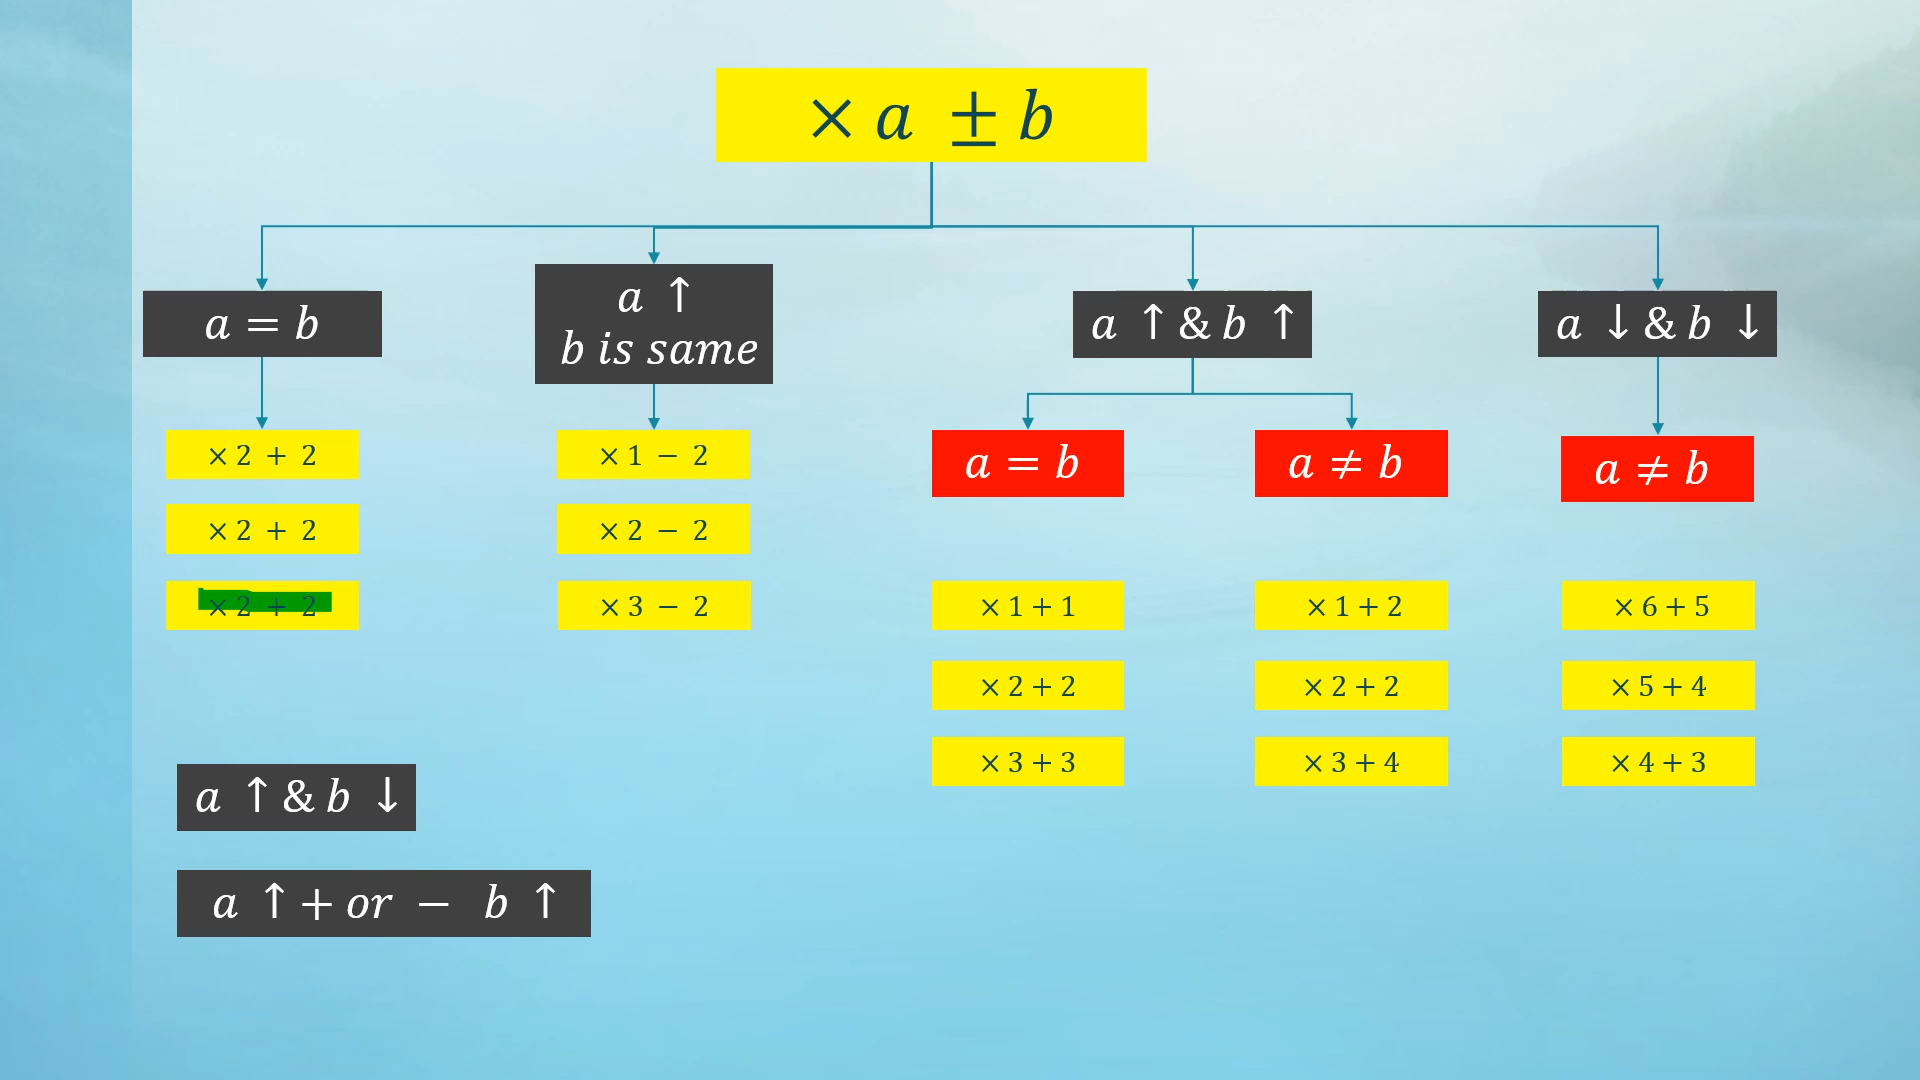 × a ± b
a = b
a ↑
b is same
a ↑ & b ↑
a ↓ & b ↓
× 2 + 2
× 2 + 2
× 2 + 2
× 1 − 2
× 2 − 2
× 3 − 2
a = b
a ≠ b
a ≠ b
× 1 + 1
× 2 + 2
× 3 + 3
× 1 + 2
× 2 + 2
× 3 + 4
× 6 + 5
× 5 + 4
× 4 + 3
a ↑ & b ↓
a ↑ + or − b ↑